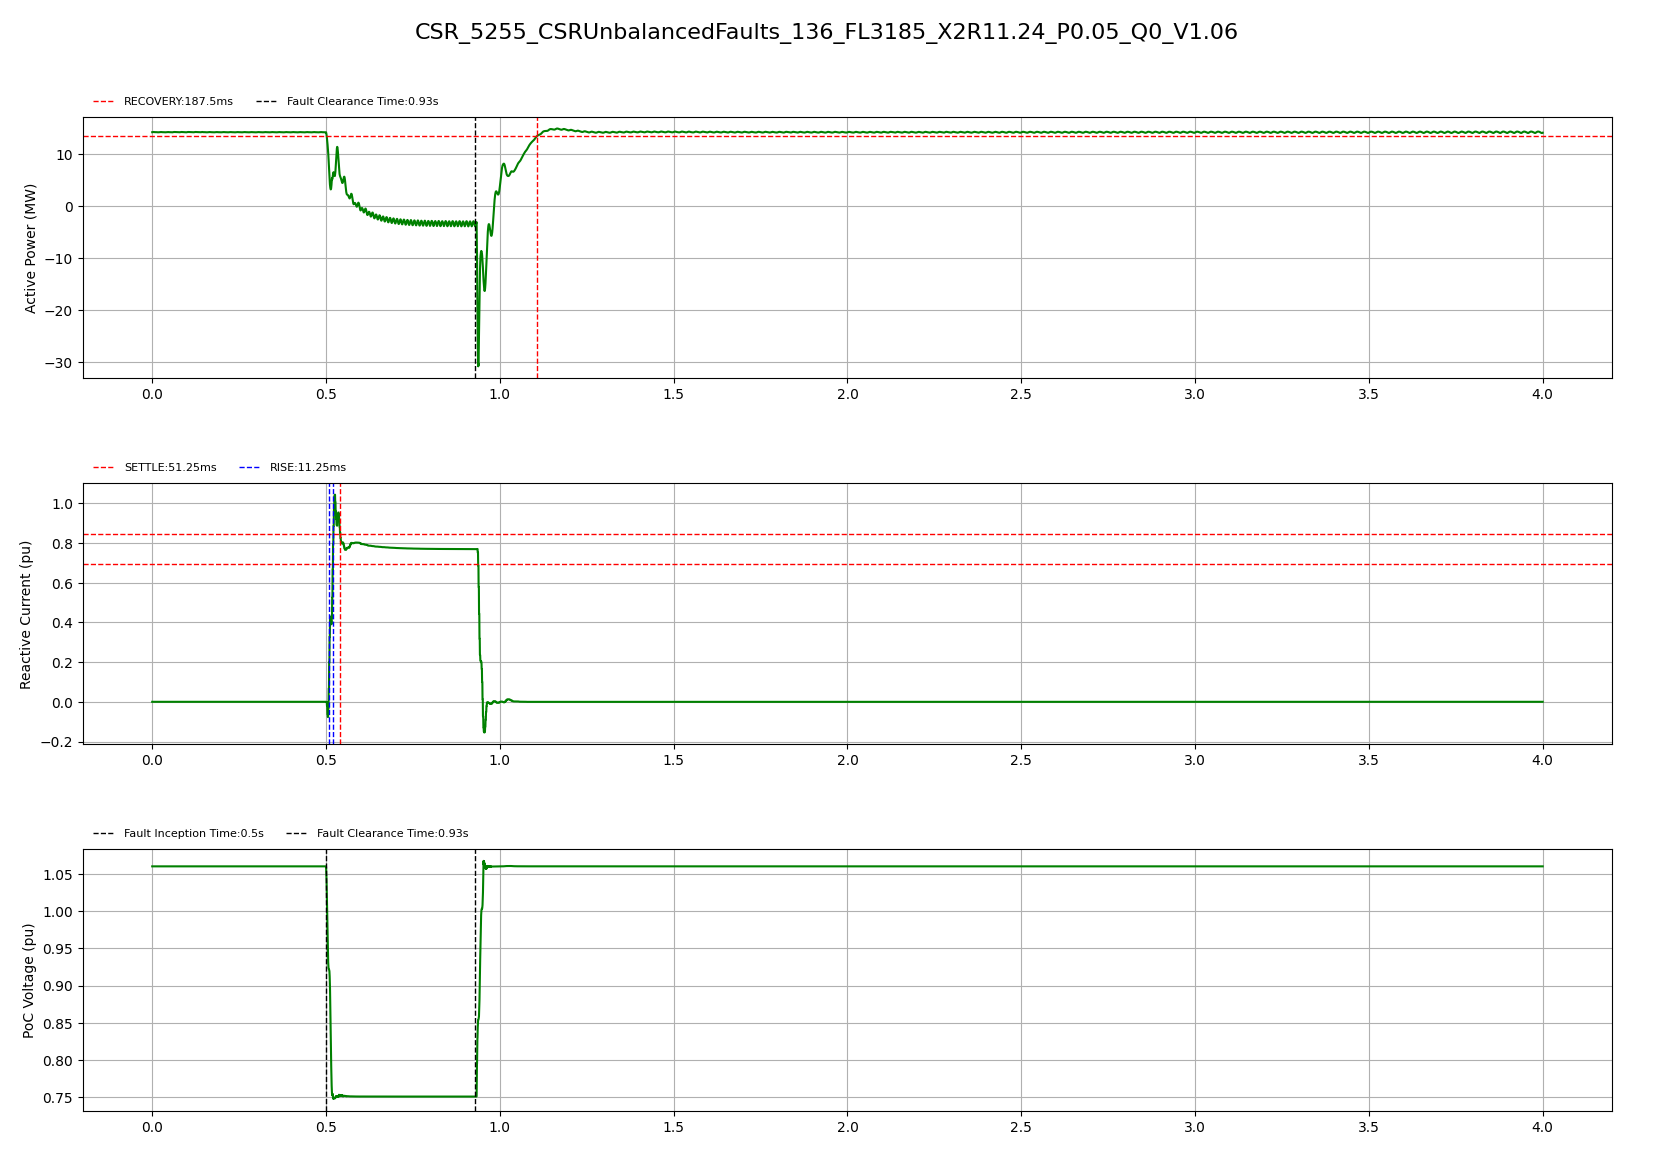 CSR_5255_CSRUnbalancedFaults_136_FL3185_X2R11.24_P0.05_Q0_V1.06
RECOVERY:187.5ms Fault Clearance Time:0.93s
Active Power (MW)
10
0
−10
−20
−30
0.0 0.5 1.0 1.5 2.0 2.5 3.0 3.5 4.0
SETTLE:51.25ms RISE:11.25ms
Reactive Current (pu)
1.0
0.8
0.6
0.4
0.2
0.0
−0.2
0.0 0.5 1.0 1.5 2.0 2.5 3.0 3.5 4.0
Fault Inception Time:0.5s Fault Clearance Time:0.93s
PoC Voltage (pu)
1.05
1.00
0.95
0.90
0.85
0.80
0.75
0.0 0.5 1.0 1.5 2.0 2.5 3.0 3.5 4.0